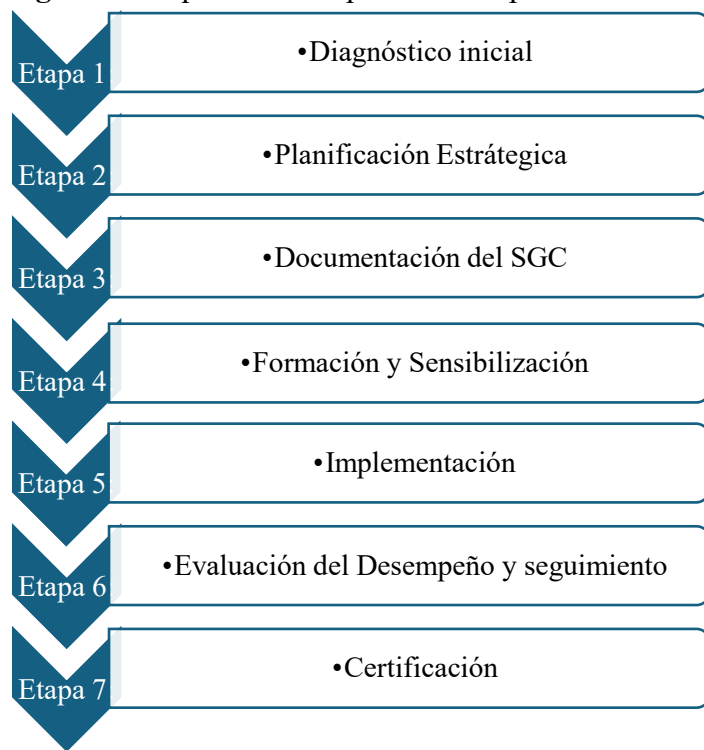 Etapa 1
•Diagnóstico inicial
Etapa 2
•Planificación Estrátegica
Etapa 3
•Documentación del SGC
Etapa 4
•Formación y Sensibilización
Etapa 5
•Implementación
Etapa 6
•Evaluación del Desempeño y seguimiento
Etapa 7
•Certificación